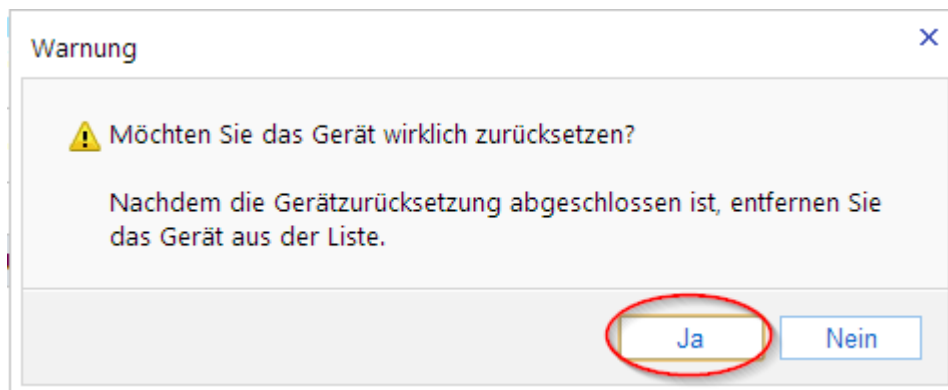 Warnung
Möchten Sie das Gerät wirklich zurücksetzen?
Nachdem die Gerätzurücksetzung abgeschlossen ist, entfernen Sie
das Gerät aus der Liste.
Ja
Nein